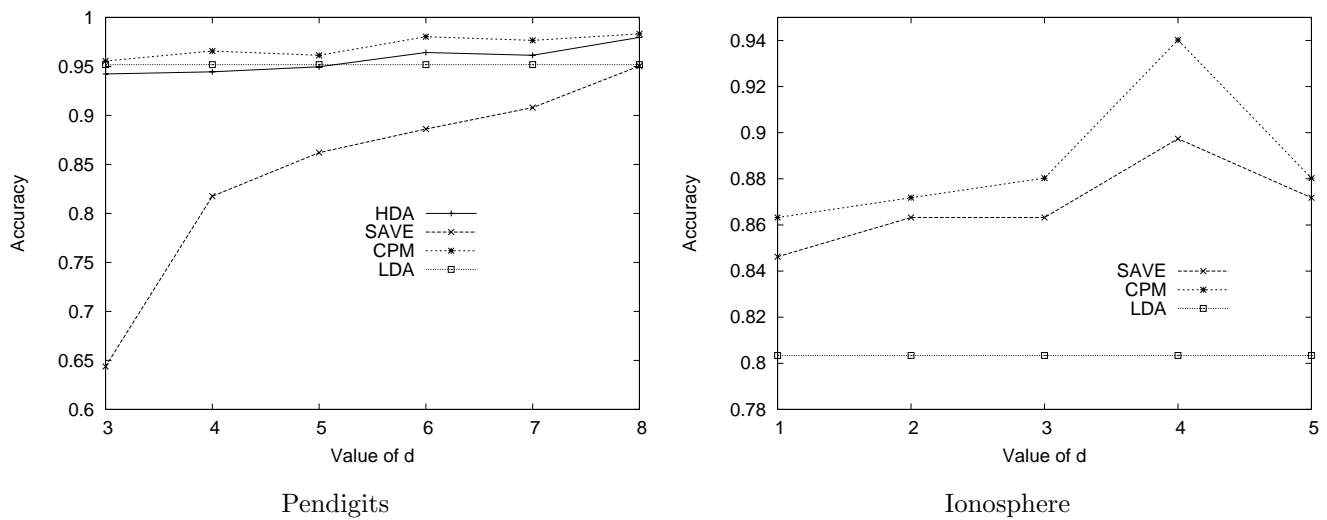 1
0.95
0.9
0.85
0.8
0.75
0.7
0.65
0.6
Accuracy
HDA
SAVE
CPM
LDA
3 4 5 6 7 8
Value of d
Pendigits
0.94
0.92
0.9
0.88
0.86
0.84
0.82
0.8
0.78
Accuracy
SAVE
CPM
LDA
1 2 3 4 5
Value of d
Ionosphere